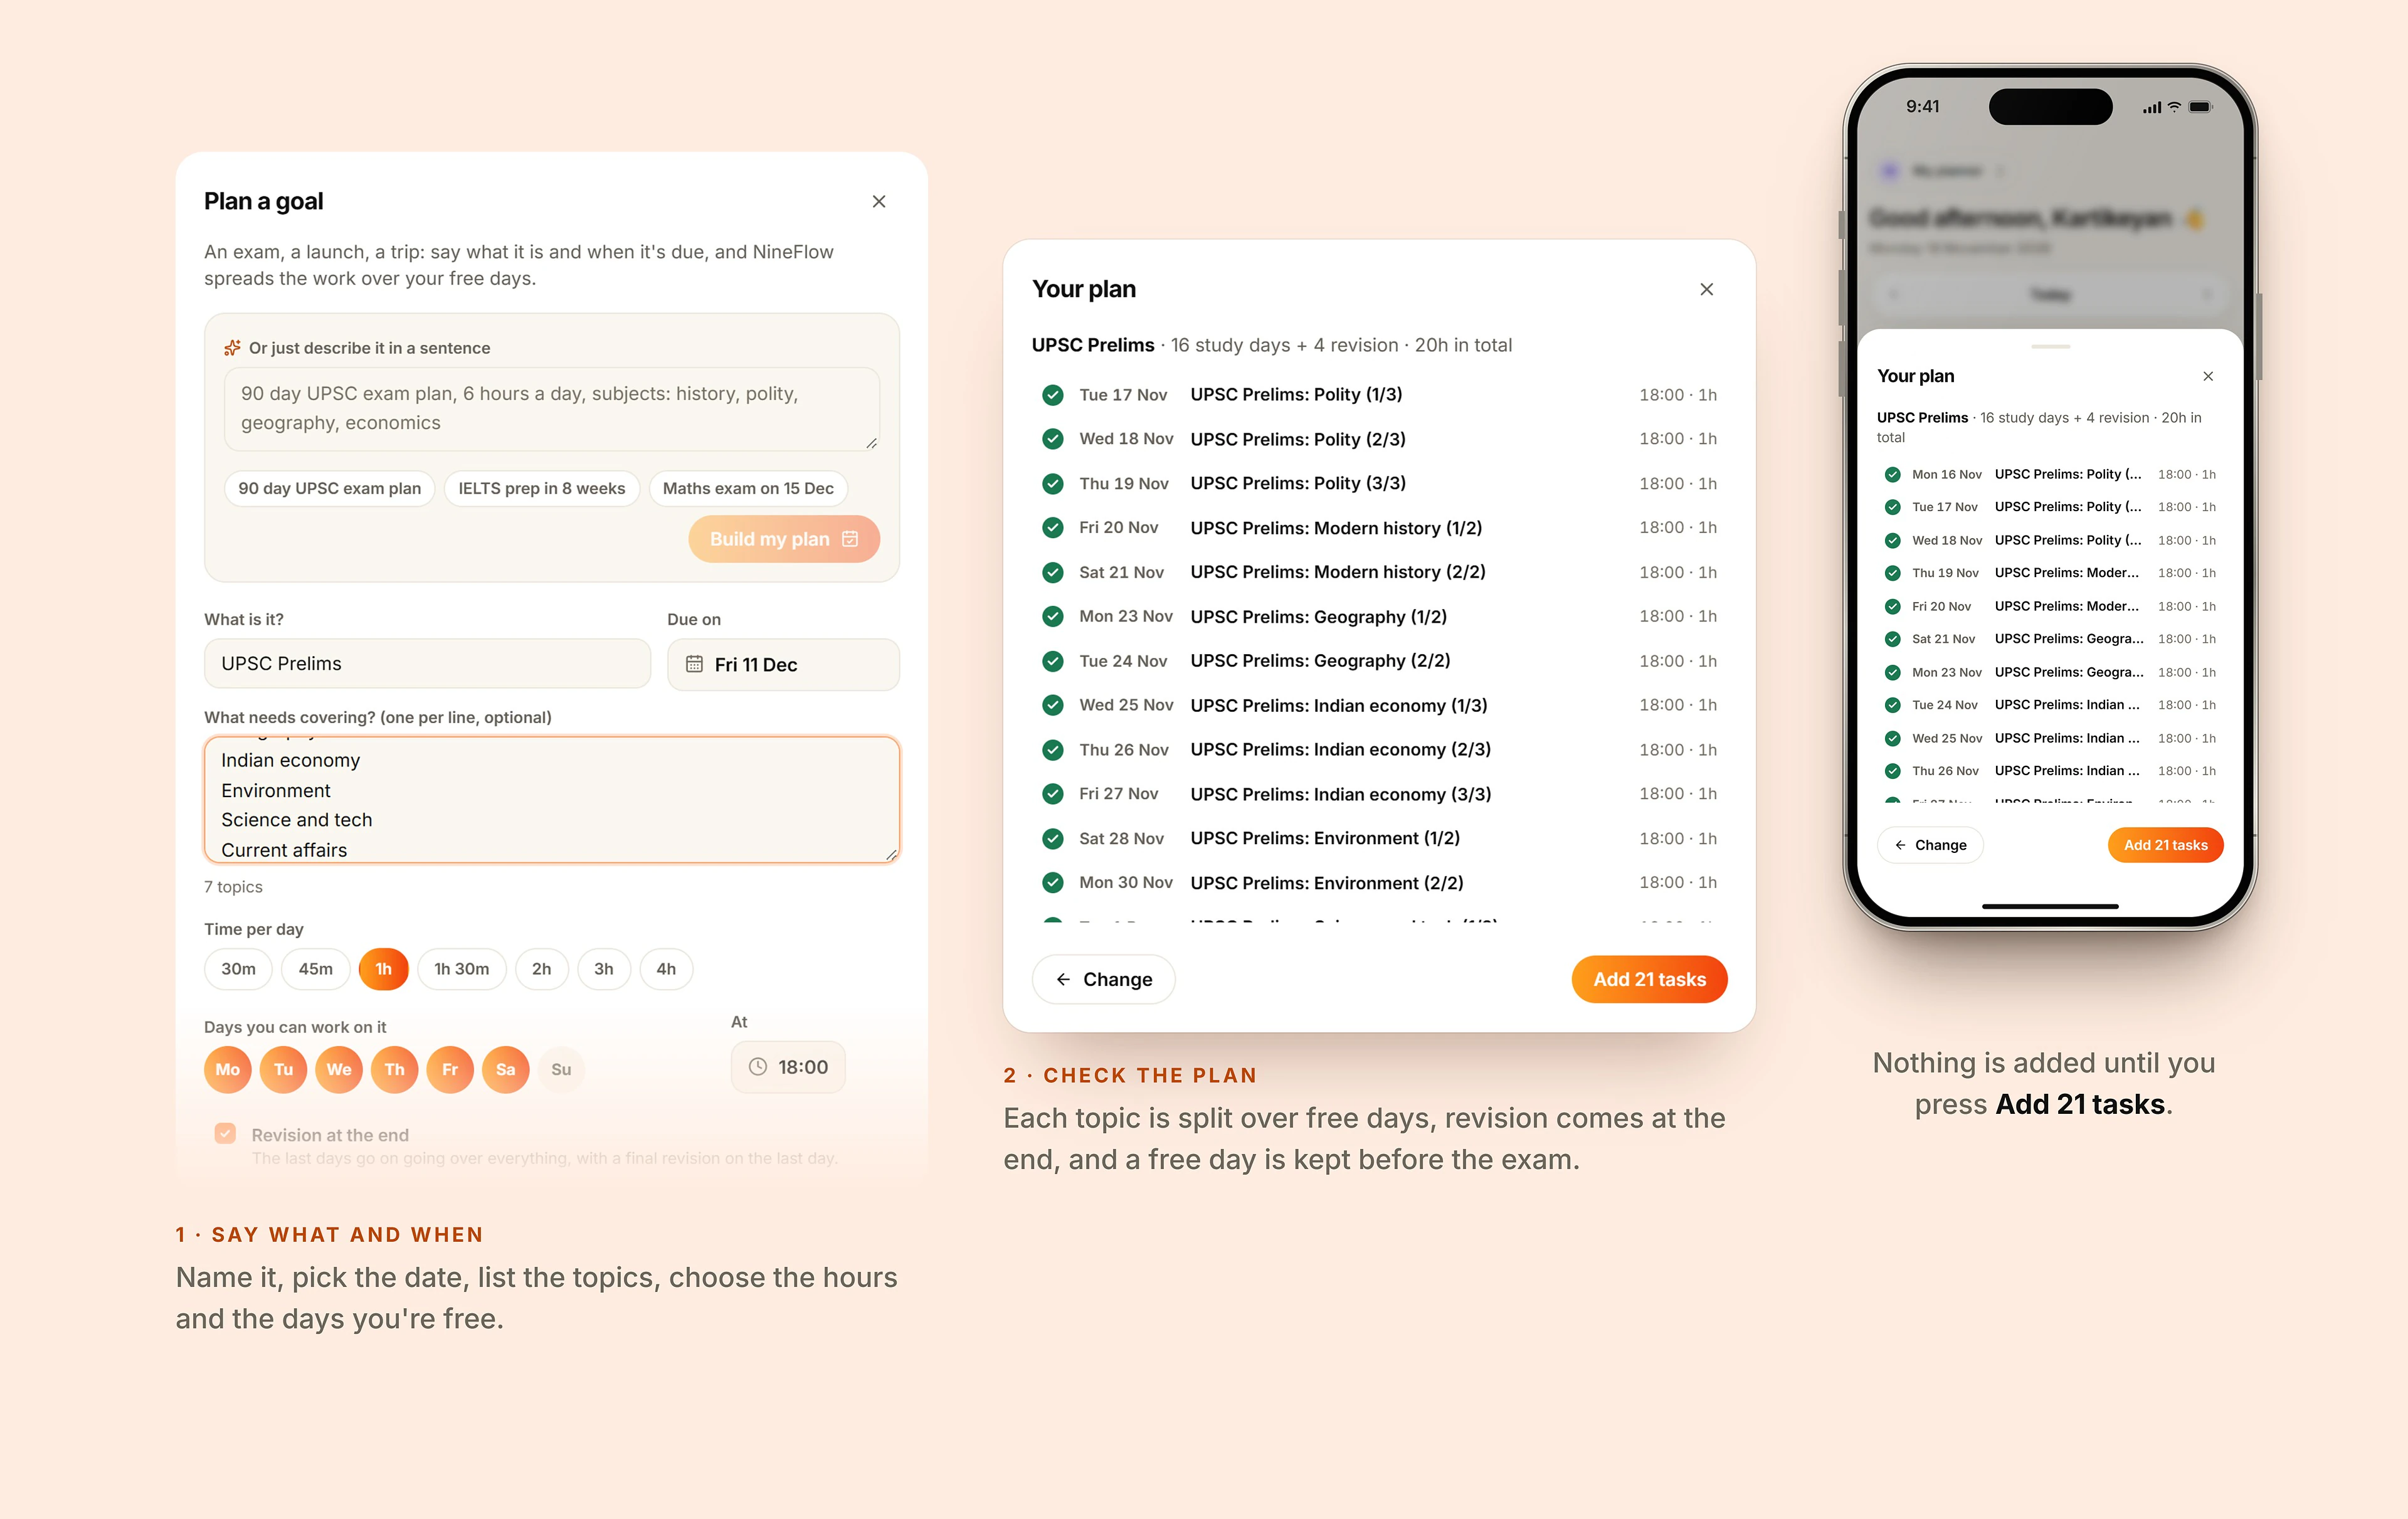 Plan a goal
An exam, a launch, a trip: say what it is and when it's due, and NineFlow
spreads the work over your free days.
Or just describe it in a sentence
90 day UPSC exam plan, 6 hours a day, subjects: history, polity,
geography, economics
90 day UPSC exam plan
IELTS prep in 8 weeks
Maths exam on 15 Dec
Build my plan
What is it?
Due on
UPSC Prelims
Fri 11 Dec
What needs covering? (one per line, optional)
Indian economy
Environment
Science and tech
Current affairs
7 topics
Time per day
30m 45m 1h 1h 30m 2h 3h 4h
Days you can work on it
At
Mo Tu We Th Fr Sa Su
18:00
Revision at the end
The last days go on going over everything, with a final revision on the last day.
1 · SAY WHAT AND WHEN
Name it, pick the date, list the topics, choose the hours
and the days you're free.
Your plan
UPSC Prelims · 16 study days + 4 revision · 20h in total
Tue 17 Nov UPSC Prelims: Polity (1/3) 18:00 · 1h
Wed 18 Nov UPSC Prelims: Polity (2/3) 18:00 · 1h
Thu 19 Nov UPSC Prelims: Polity (3/3) 18:00 · 1h
Fri 20 Nov UPSC Prelims: Modern history (1/2) 18:00 · 1h
Sat 21 Nov UPSC Prelims: Modern history (2/2) 18:00 · 1h
Mon 23 Nov UPSC Prelims: Geography (1/2) 18:00 · 1h
Tue 24 Nov UPSC Prelims: Geography (2/2) 18:00 · 1h
Wed 25 Nov UPSC Prelims: Indian economy (1/3) 18:00 · 1h
Thu 26 Nov UPSC Prelims: Indian economy (2/3) 18:00 · 1h
Fri 27 Nov UPSC Prelims: Indian economy (3/3) 18:00 · 1h
Sat 28 Nov UPSC Prelims: Environment (1/2) 18:00 · 1h
Mon 30 Nov UPSC Prelims: Environment (2/2) 18:00 · 1h
Change
Add 21 tasks
2 · CHECK THE PLAN
Each topic is split over free days, revision comes at the
end, and a free day is kept before the exam.
9:41
My planner
Good afternoon, Kartikeyan
Today
Your plan
UPSC Prelims · 16 study days + 4 revision · 20h in
total
Mon 16 Nov UPSC Prelims: Polity (... 18:00 · 1h
Tue 17 Nov UPSC Prelims: Polity (... 18:00 · 1h
Wed 18 Nov UPSC Prelims: Polity (... 18:00 · 1h
Thu 19 Nov UPSC Prelims: Moder... 18:00 · 1h
Fri 20 Nov UPSC Prelims: Moder... 18:00 · 1h
Sat 21 Nov UPSC Prelims: Geogra... 18:00 · 1h
Mon 23 Nov UPSC Prelims: Geogra... 18:00 · 1h
Tue 24 Nov UPSC Prelims: Indian ... 18:00 · 1h
Wed 25 Nov UPSC Prelims: Indian ... 18:00 · 1h
Thu 26 Nov UPSC Prelims: Indian ... 18:00 · 1h
Change
Add 21 tasks
Nothing is added until you
press Add 21 tasks.